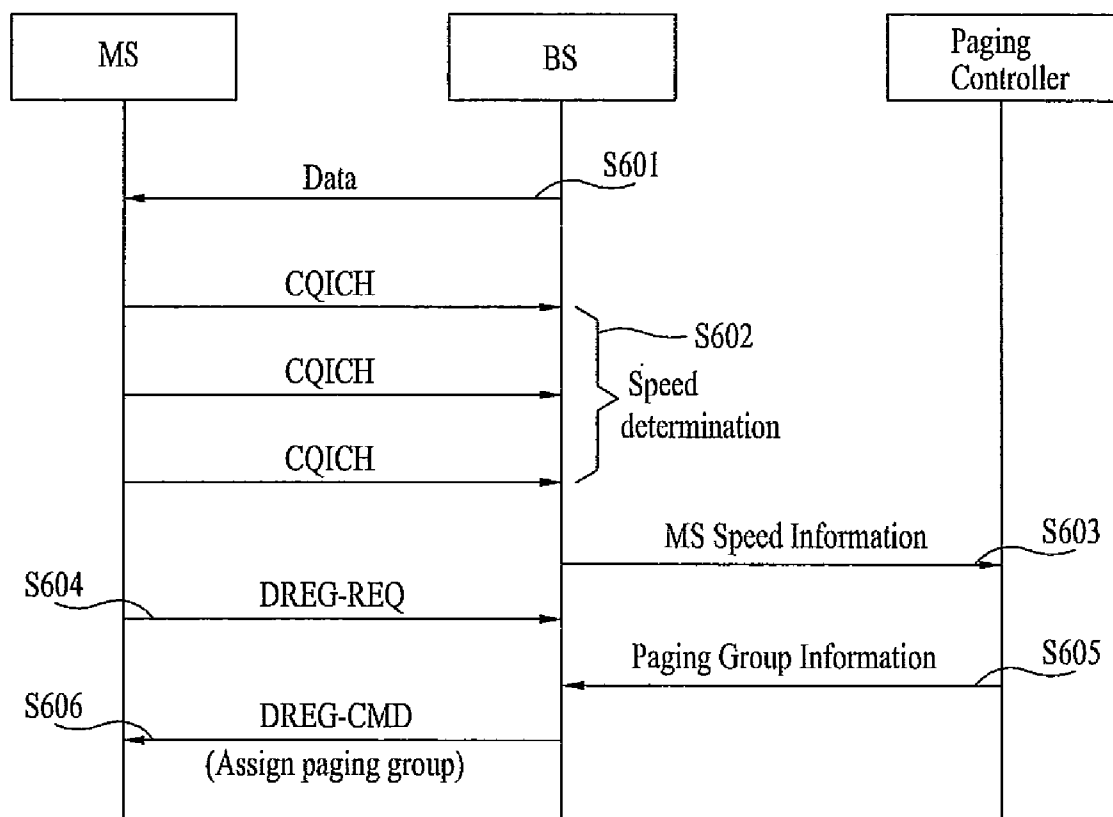 MS
BS
Paging
Controller
S601
Data
CQICH
S602
CQICH
Speed
determination
CQICH
MS Speed Information
S603
S604
DREG-REQ
Paging Group Information
S605
S606
DREG-CMD
(Assign paging group)